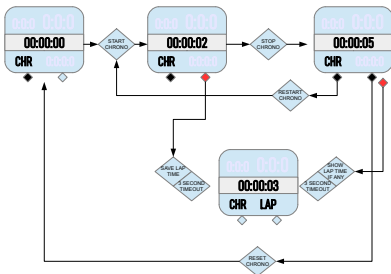 00:00:00
CHR
START
CHRONO
00:00:02
CHR
STOP
CHRONO
00:00:05
CHR
RESTART
CHRONO
SAVE LAP
TIME
3 SECOND
TIMEOUT
00:00:03
CHR LAP
SHOW
LAP TIME
IF ANY
3 SECOND
TIMEOUT
RESET
CHRONO